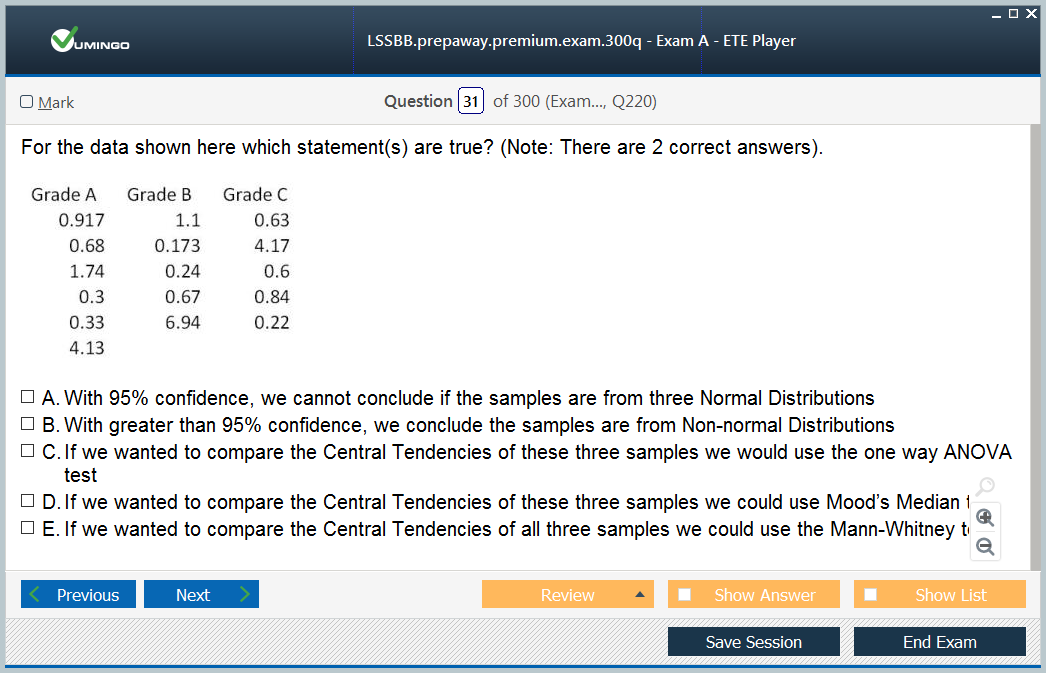 VUMINGO
LSSBB.prepaway.premium.exam.300q - Exam A - ETE Player
Mark
Question 31 of 300 (Exam..., Q220)
For the data shown here which statement(s) are true? (Note: There are 2 correct answers).
Grade A Grade B Grade C
0.917 1.1 0.63
0.68 0.173 4.17
1.74 0.24 0.6
0.3 0.67 0.84
0.33 6.94 0.22
4.13
A. With 95% confidence, we cannot conclude if the samples are from three Normal Distributions
B. With greater than 95% confidence, we conclude the samples are from Non-normal Distributions
C. If we wanted to compare the Central Tendencies of these three samples we would use the one way ANOVA
test
D. If we wanted to compare the Central Tendencies of these three samples we could use Mood's Median
E. If we wanted to compare the Central Tendencies of all three samples we could use the Mann-Whitney
Previous Next Review Show Answer Show List
Save Session End Exam